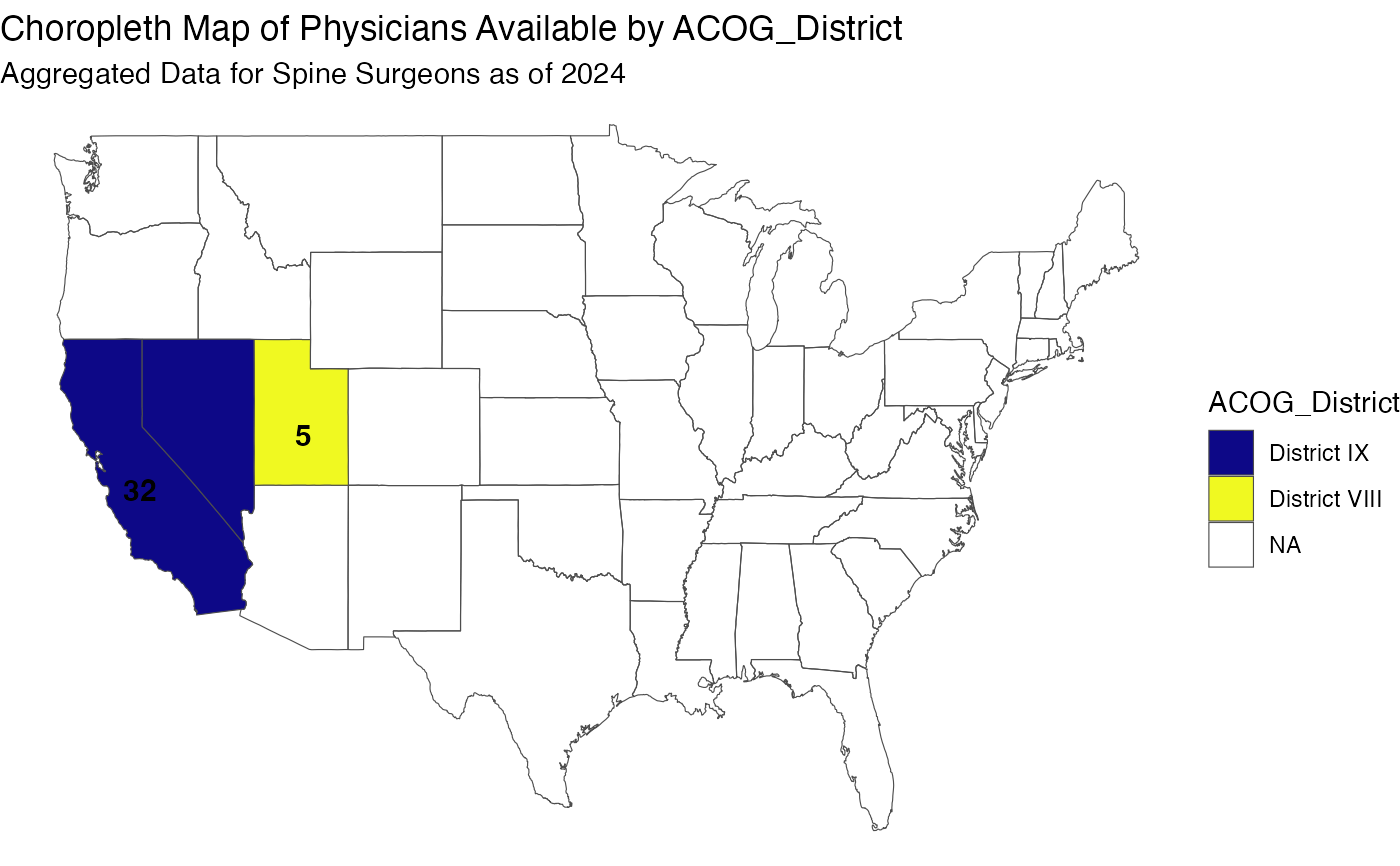 Choropleth Map of Physicians Available by ACOG_District
Aggregated Data for Spine Surgeons as of 2024
5
32
ACOG_District
District IX
District VIII
NA